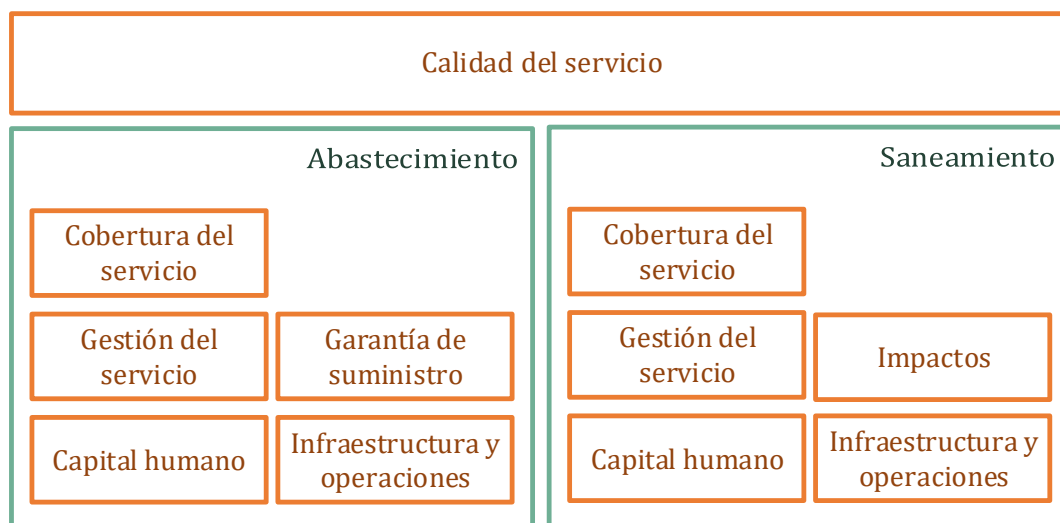 Calidad del servicio
Abastecimiento
Cobertura del
servicio
Gestión del
servicio
Garantía de
suministro
Capital humano
Infraestructura y
operaciones
Saneamiento
Cobertura del
servicio
Gestión del
servicio
Impactos
Capital humano
Infraestructura y
operaciones